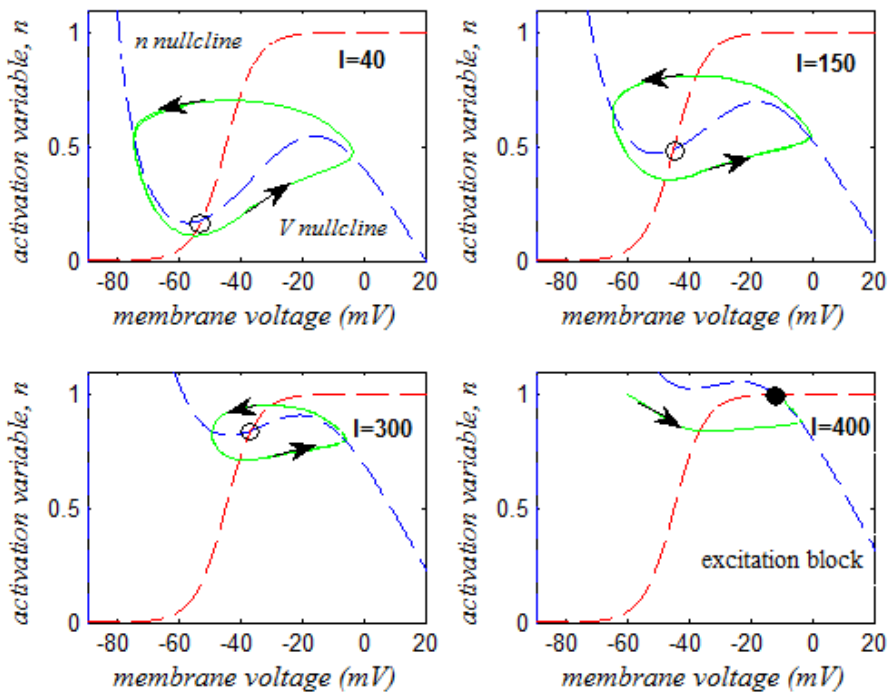 1
n nullcline
I=40
activation variable, n
0.5
V nullcline
0
-80 -60 -40 -20 0 20
membrane voltage (mV)
1
I=150
activation variable, n
0.5
0
-80 -60 -40 -20 0 20
membrane voltage (mV)
1
I=300
activation variable, n
0.5
0
-80 -60 -40 -20 0 20
membrane voltage (mV)
1
I=400
activation variable, n
0.5
excitation block
0
-80 -60 -40 -20 0 20
membrane voltage (mV)